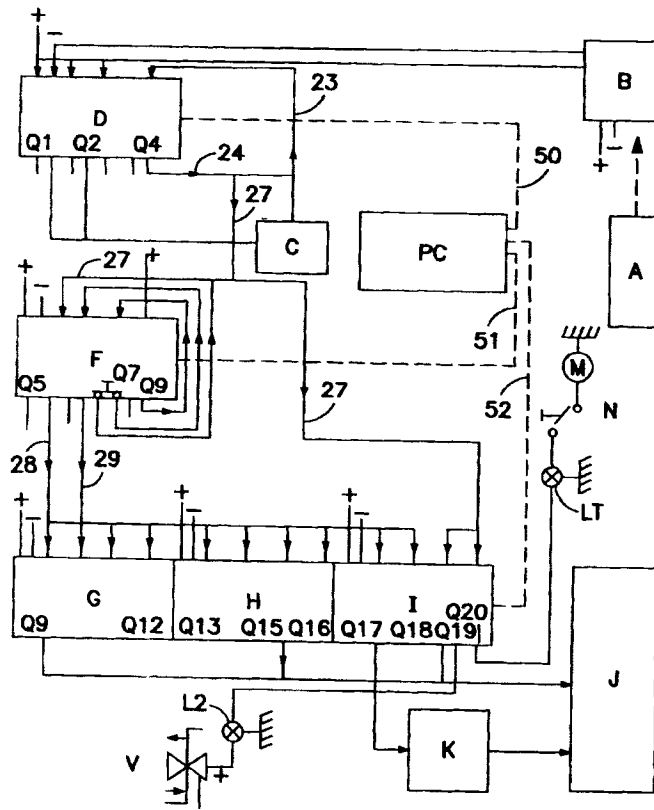 +
−
B
D
23
Q1 Q2 Q4
+ −
24
50
27
C
PC
A
27
+
+ −
51
M
F
Q7
Q5 Q9
52
N
27
28
29
LT
+ − + − + −
G H I
Q20
Q9 Q12 Q13 Q15 Q16 Q17 Q18 Q19
J
L2
K
V +